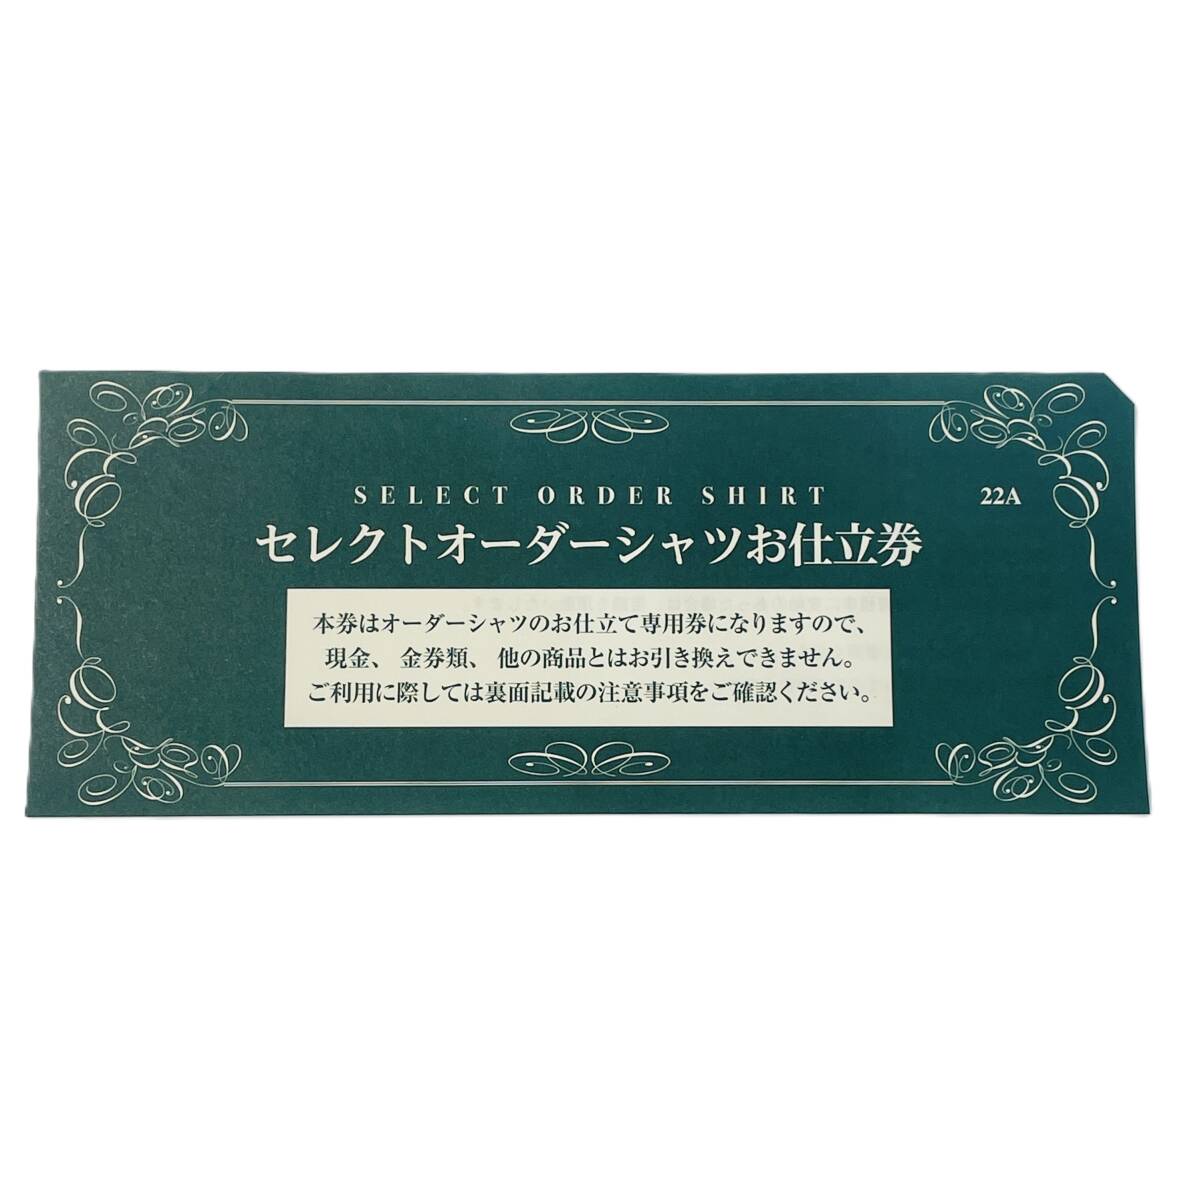 SELECT ORDER SHIRT
22A
セレクトオーダーシャツお仕立券
本券はオーダーシャツのお仕立て専用券になりますので、
現金、金券類、他の商品とはお引き換えできません。
ご利用に際しては裏面記載の注意事項をご確認ください。